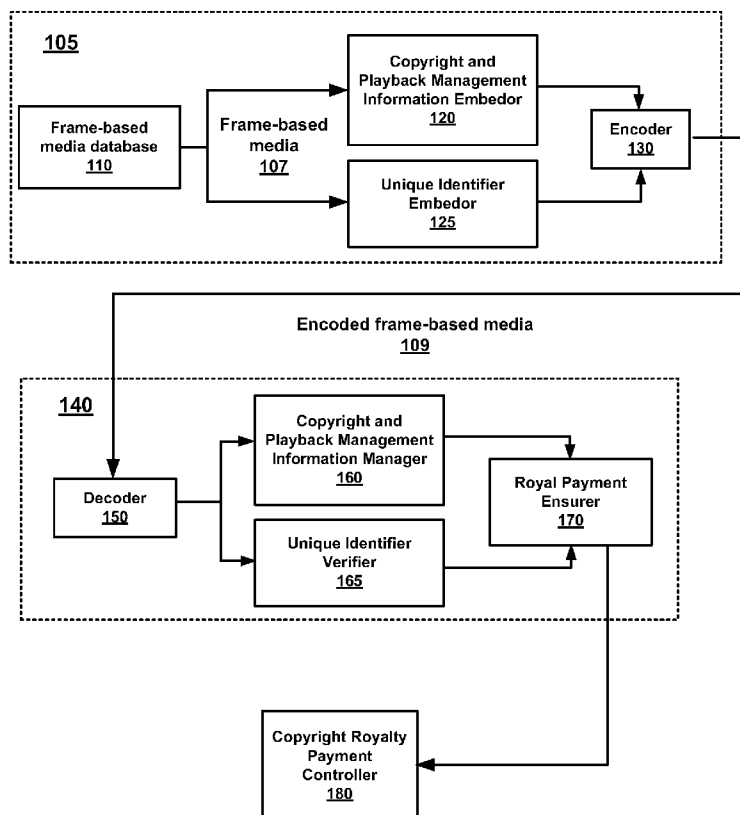 105
Frame-based
media database
110
Frame-based
media
107
Copyright and
Playback Management
Information Embedor
120
Unique Identifier
Embedor
125
Encoder
130
Encoded frame-based media
109
140
Decoder
150
Copyright and
Playback Management
Information Manager
160
Unique Identifier
Verifier
165
Royal Payment
Ensurer
170
Copyright Royalty
Payment
Controller
180